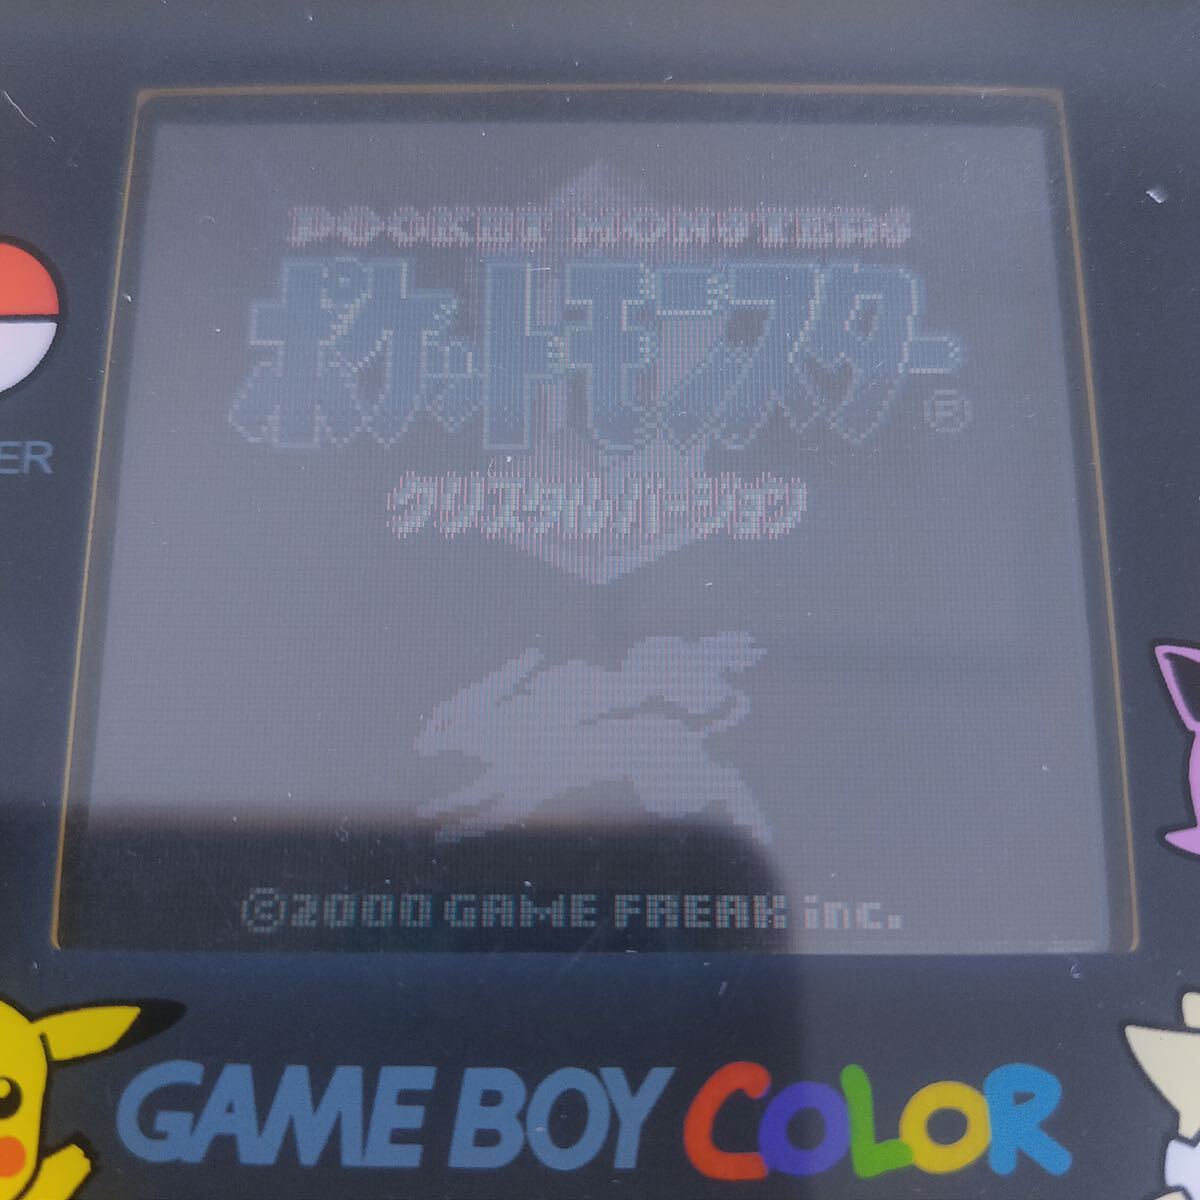 POCKET MONSTERS
ポケットモンスター®
クリスタルバージョン
©2000 GAME FREAK inc.
ER
GAME BOY COLOR